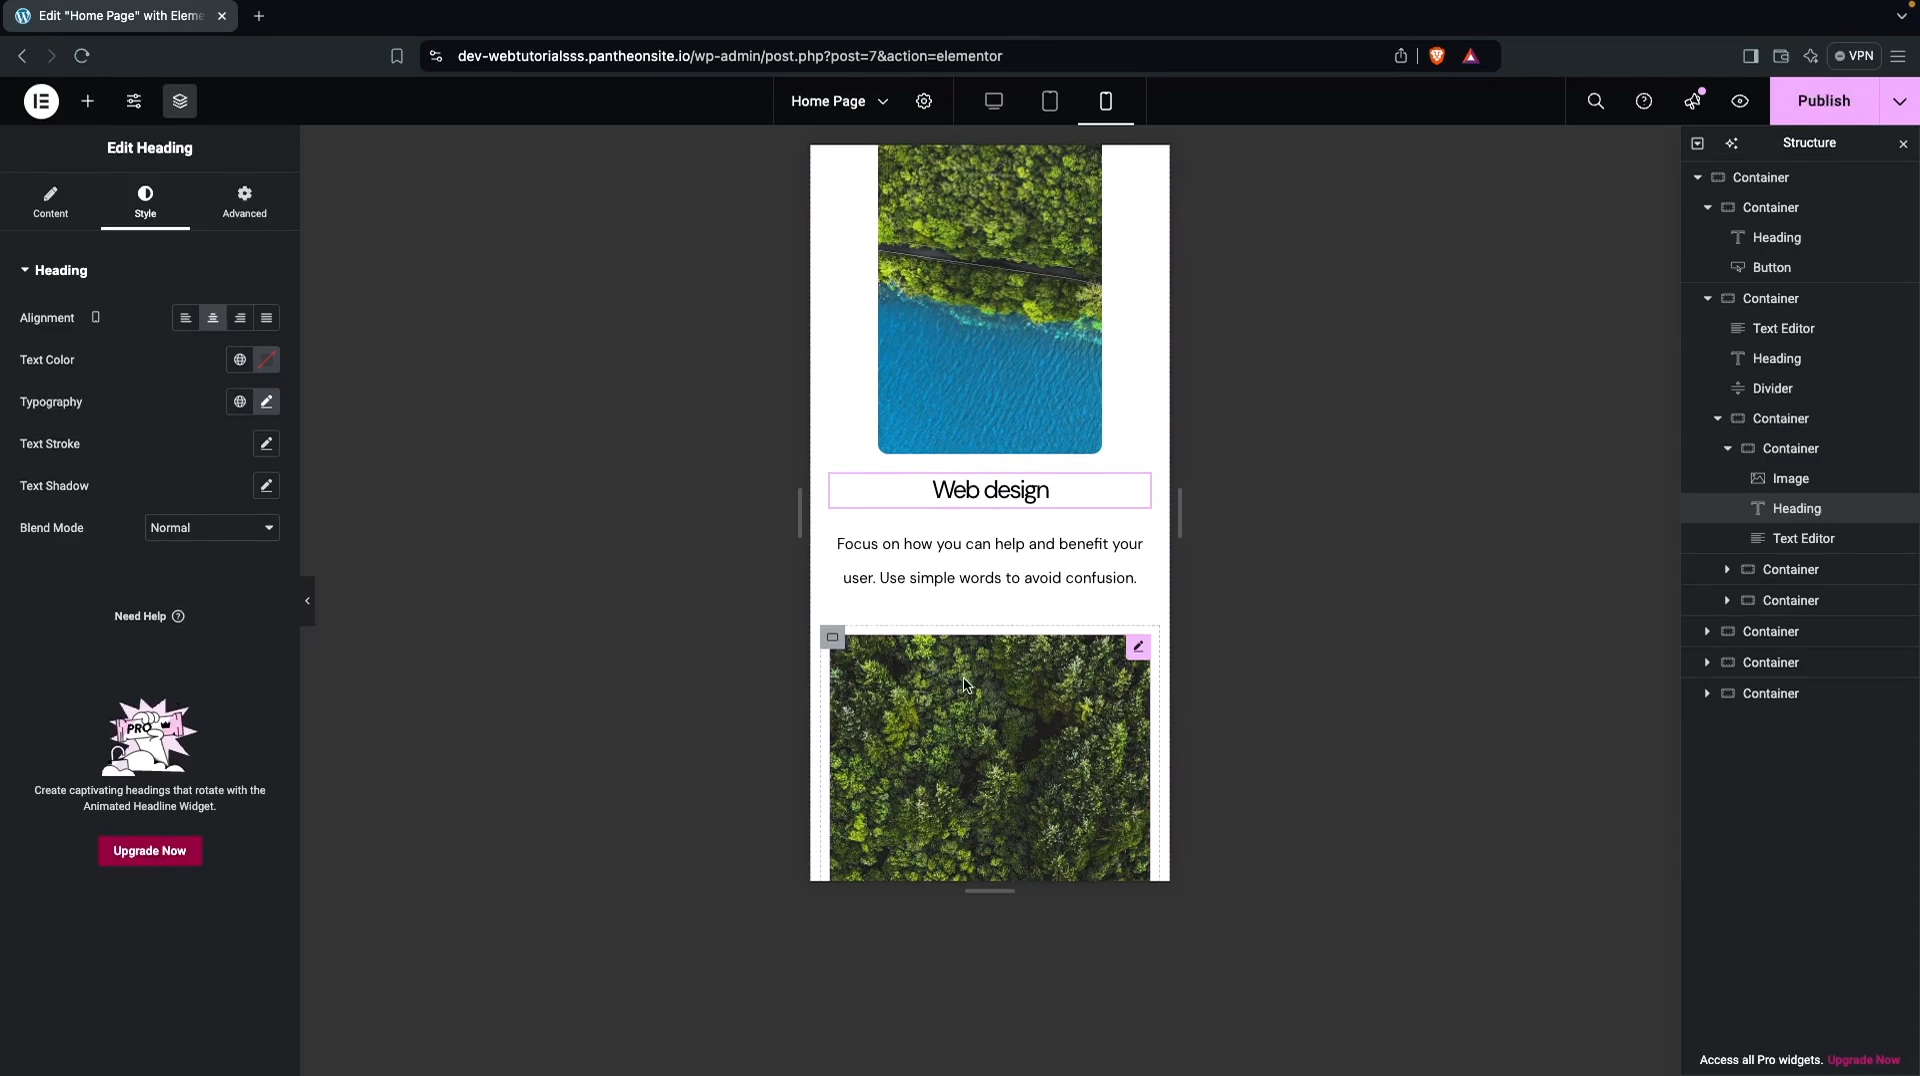 Edit "Home Page" with Eleme
dev-webtutorialsss.pantheonsite.io/wp-admin/post.php?post=7&action=elementor
VPN
Home Page
Publish
Edit Heading
Content
Style
Advanced
Heading
Alignment
Text Color
Typography
Text Stroke
Text Shadow
Blend Mode
Normal
Need Help
PRO
Create captivating headings that rotate with the
Animated Headline Widget.
Upgrade Now
Web design
Focus on how you can help and benefit your
user. Use simple words to avoid confusion.
Structure
Container
Container
Heading
Button
Container
Text Editor
Heading
Divider
Container
Container
Image
Heading
Text Editor
Container
Container
Container
Container
Container
Access all Pro widgets. Upgrade Now